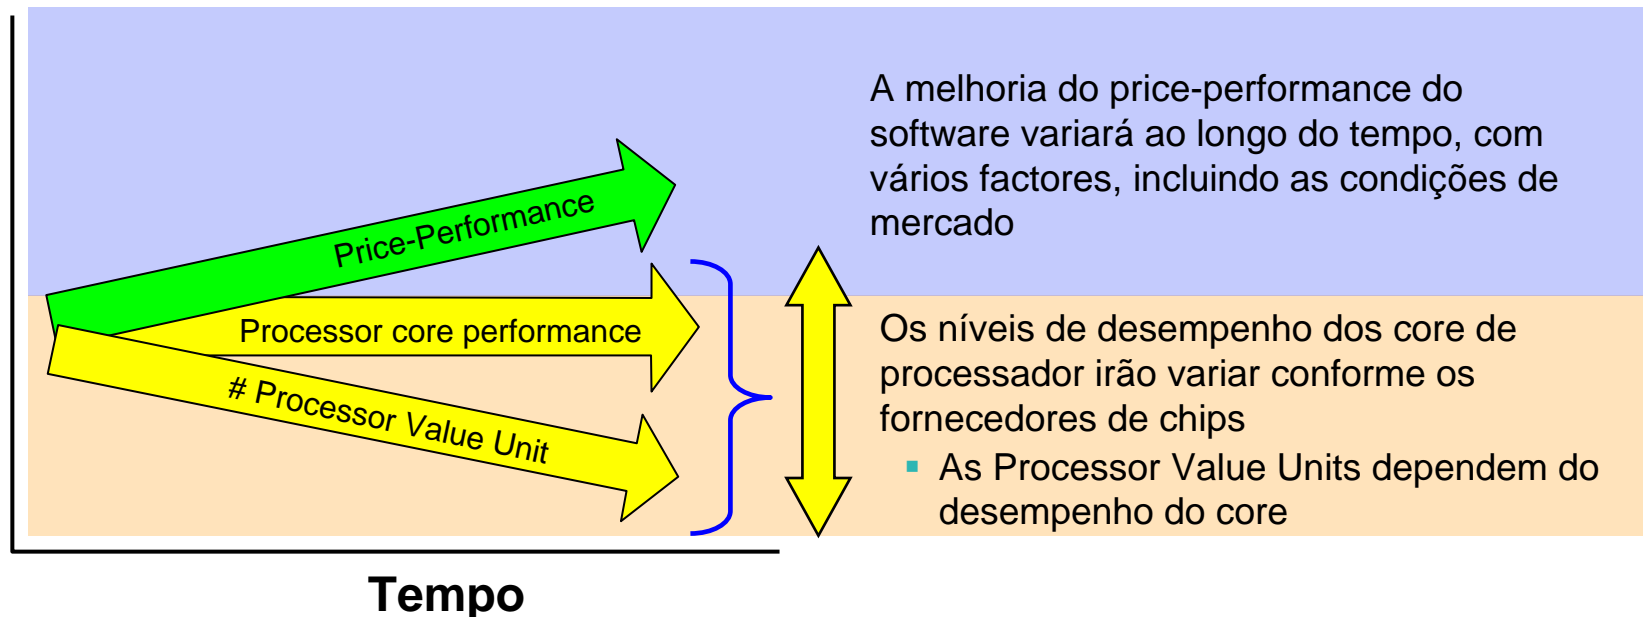 Price-Performance
Processor core performance
# Processor Value Unit
A melhoria do price-performance do
software variará ao longo do tempo, com
vários factores, incluindo as condições de
mercado
Os níveis de desempenho dos core de
processador irão variar conforme os
fornecedores de chips
▪ As Processor Value Units dependem do
desempenho do core
Tempo